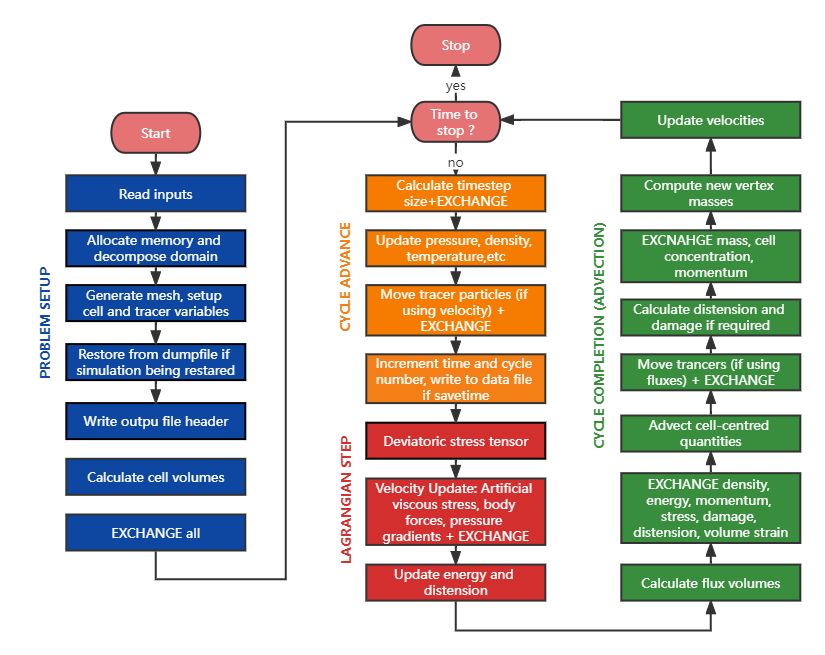 Stop
yes
Time to
stop ?
no
Start
Read inputs
Allocate memory and
decompose domain
Generate mesh, setup
cell and tracer variables
Restore from dumpfile if
simulation being restared
Write outpu file header
Calculate cell volumes
EXCHANGE all
PROBLEM SETUP
Calculate timestep
size+EXCHANGE
Update pressure, density,
temperature,etc
Move tracer particles (if
using velocity) + EXCHANGE
Increment time and cycle
number, write to data file
if savetime
CYCLE ADVANCE
Deviatoric stress tensor
Velocity Update: Artificial
viscous stress, body
forces, pressure
gradients + EXCHANGE
Update energy and
distension
LAGRANGIAN STEP
Update velocities
Compute new vertex
masses
EXCNAHGE mass, cell
concentration,
momentum
Calculate distension and
damage if required
Move trancers (if using
fluxes) + EXCHANGE
Advect cell-centred
quantities
EXCHANGE density,
energy, momentum,
stress, damage,
distension, volume strain
Calculate flux volumes
CYCLE COMPLETION (ADVECTION)